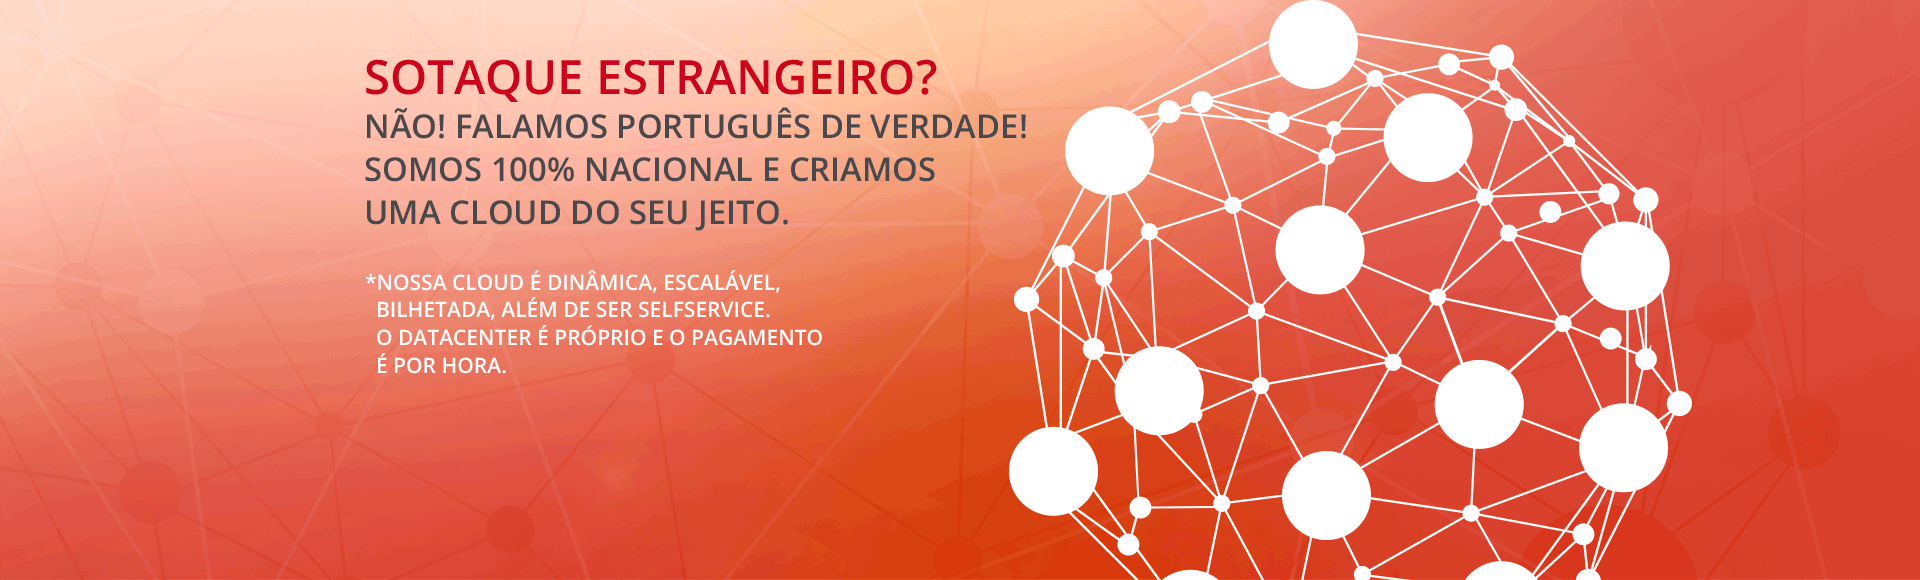 SOTAQUE ESTRANGEIRO?
NÃO! FALAMOS PORTUGUÊS DE VERDADE!
SOMOS 100% NACIONAL E CRIAMOS
UMA CLOUD DO SEU JEITO.
*NOSSA CLOUD É DINÂMICA, ESCALÁVEL,
BILHETADA, ALÉM DE SER SELFSERVICE.
O DATACENTER É PRÓPRIO E O PAGAMENTO
É POR HORA.